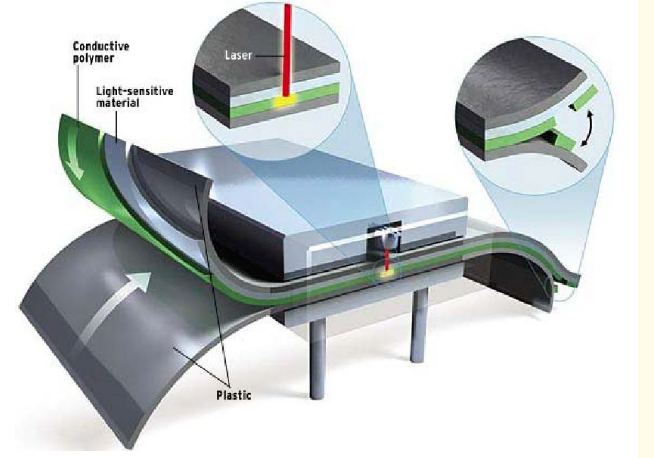 Conductive
polymer
Light-sensitive
material
Laser
Plastic